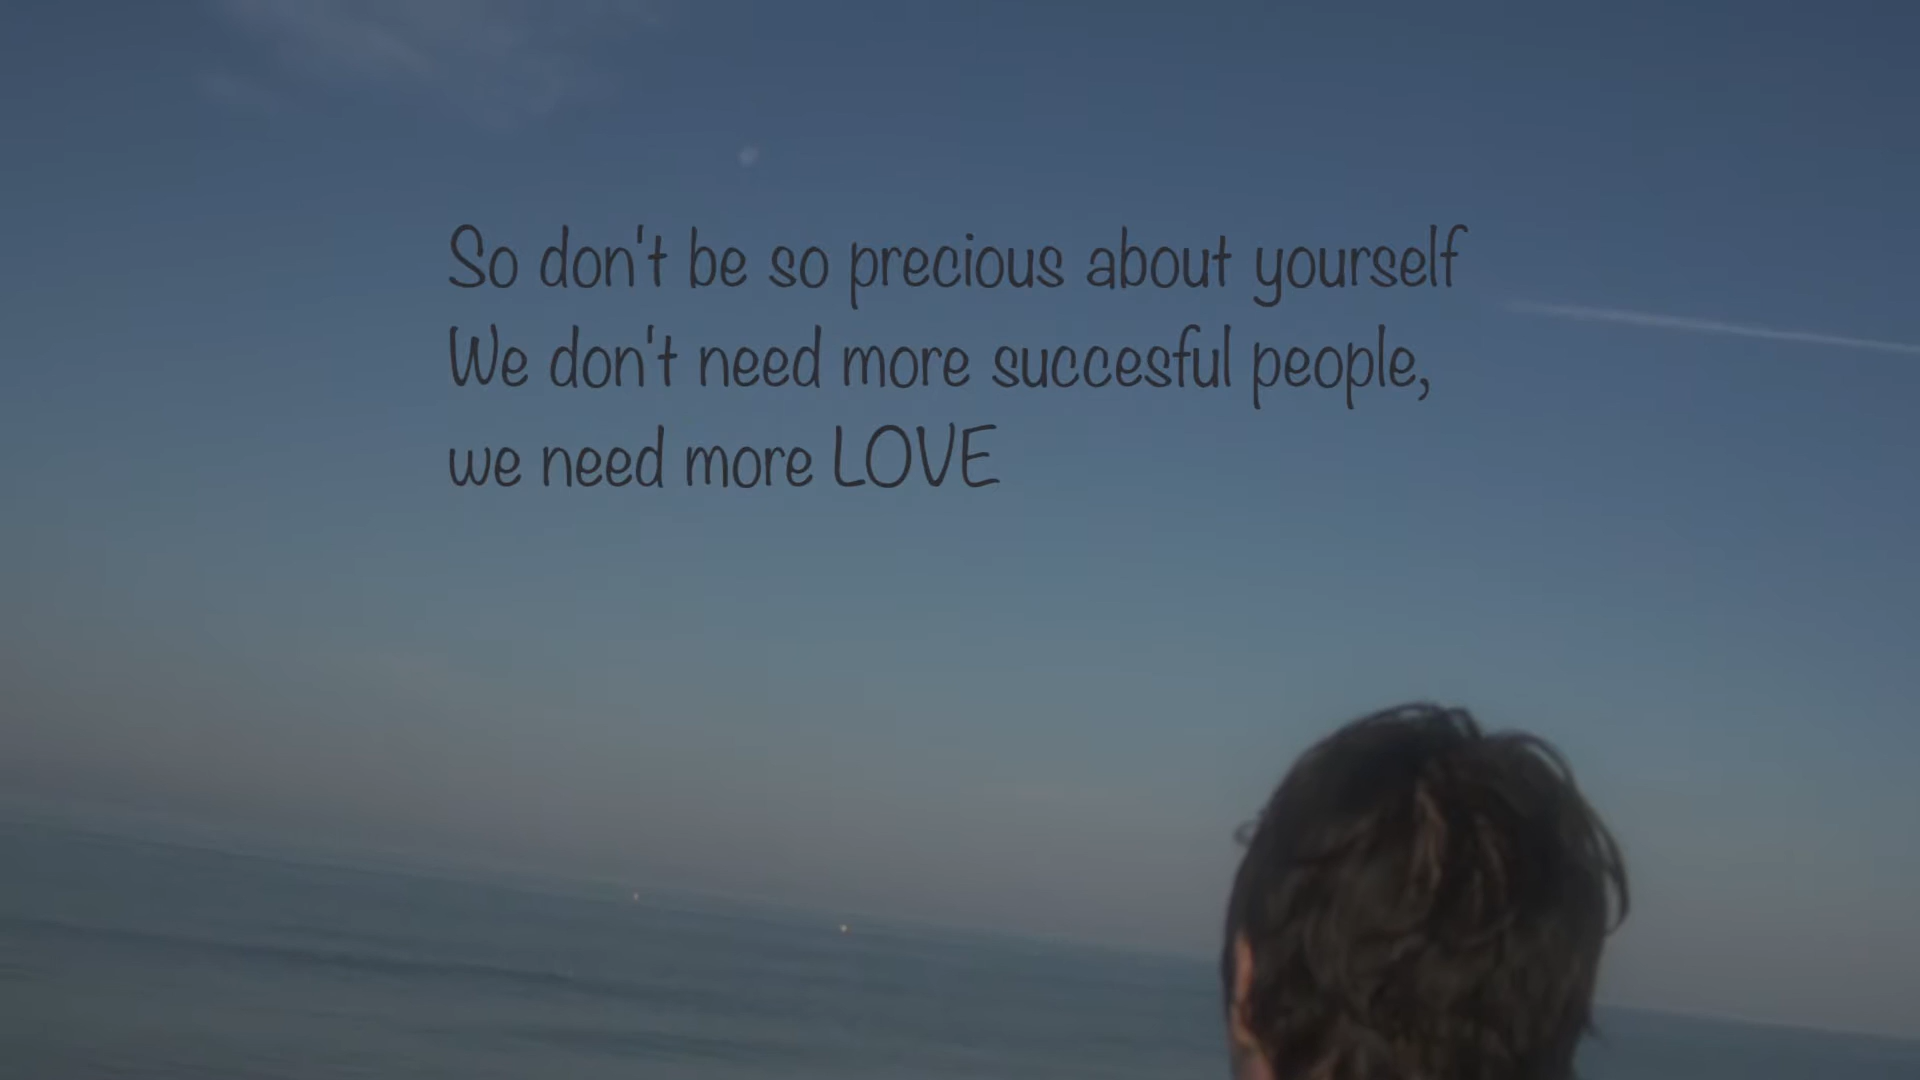 So don't be so precious about yourself
We don't need more succesful people,
we need more LOVE